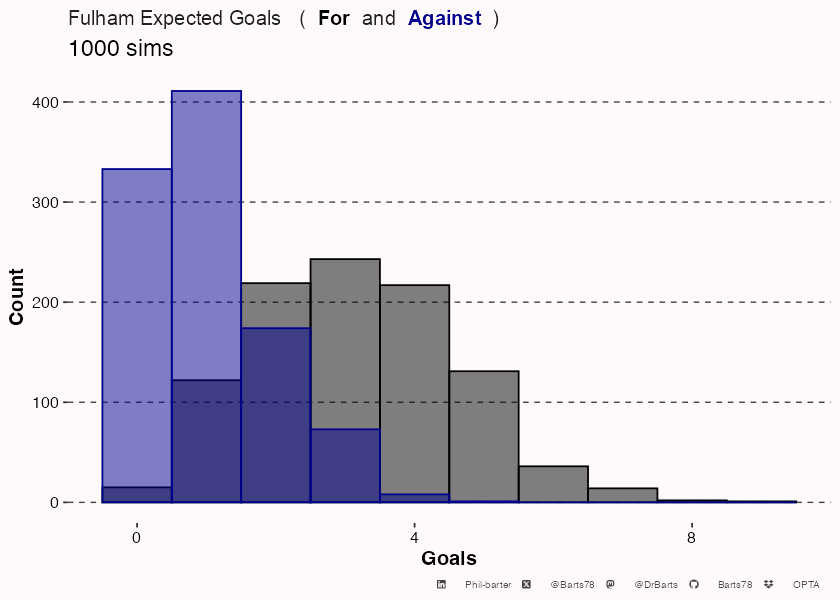 Fulham Expected Goals ( For and Against )
1000 sims
400
300
200
100
0
Count
0 4 8
Goals
Phil-barter @Barts78 @DrBarts Barts78 OPTA